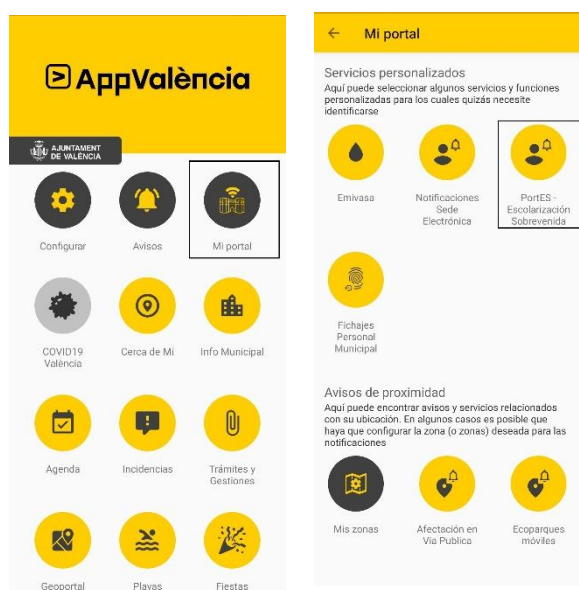 AppValència
AJUNTAMENT
DE VALÈNCIA
Configurar
Avisos
Mi portal
COVID19
València
Cerca de Mi
Info Municipal
Agenda
Incidencias
Trámites y
Gestiones
Geoportal
Playas
Fiestas
Mi portal
Servicios personalizados
Aquí puede seleccionar algunos servicios y funciones
personalizadas para los cuales quizás necesite
identificarse
Emivasa
Notificaciones
Sede
Electrónica
PortES -
Escolarización
Sobrevenida
Fichajes
Personal
Municipal
Avisos de proximidad
Aquí puede encontrar avisos y servicios relacionados
con su ubicación. En algunos casos es posible que
haya que configurar la zona (o zonas) deseada para las
notificaciones
Mis zonas
Afectación en
Via Publica
Ecoparques
móviles